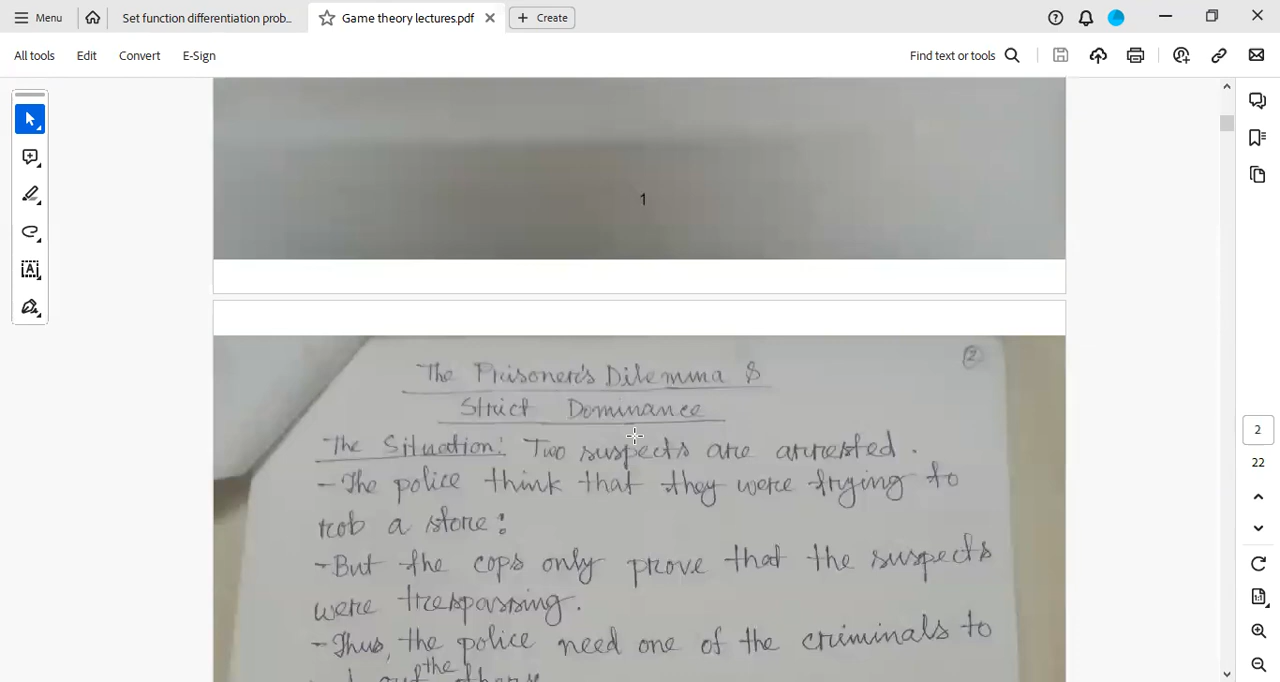 Menu
Set function differentiation prob...
Game theory lectures.pdf
Create
All tools
Edit
Convert
E-Sign
Find text or tools
1
2
22
The Prisoner's Dilemma &
Strict Dominance
The Situation: Two suspects are arrested.
- The police think that they were trying to
rob a store:
- But the cops only prove that the suspects
were trespassing.
- Thus, the police need one of the criminals to
the